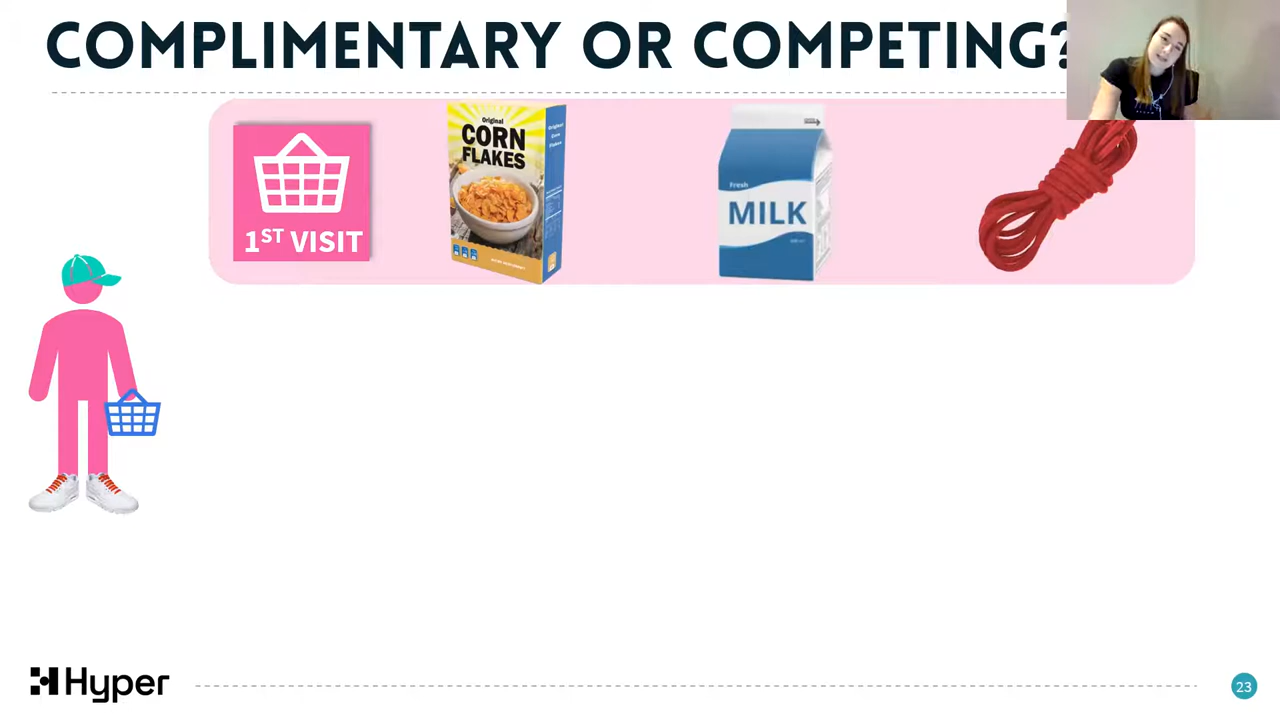 COMPLIMENTARY OR COMPETING?
1ST VISIT
Original
CORN
FLAKES
Fresh
MILK
Hyper
23